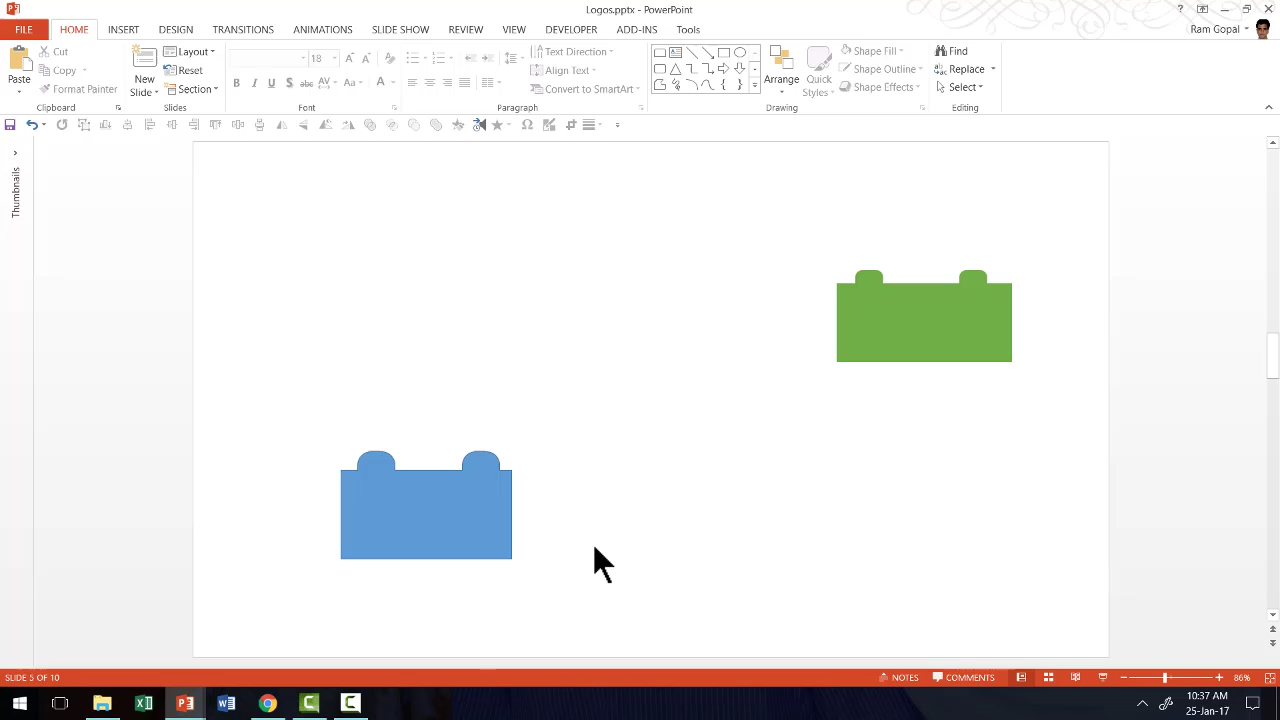 Logos.pptx - PowerPoint
?
FILE HOME INSERT DESIGN TRANSITIONS ANIMATIONS SLIDE SHOW REVIEW VIEW DEVELOPER ADD-INS Tools Ram Gopal
Paste
Cut
Copy
Format Painter
Clipboard
New
Slide
Layout
Reset
Section
Slides
18
B I U S abc AV Aa A
Font
Text Direction
Align Text
Convert to SmartArt
Paragraph
Arrange
Quick
Styles
Shape Fill
Shape Outline
Shape Effects
Drawing
Find
Replace
Select
Editing
Thumbnails
SLIDE 5 OF 10 NOTES COMMENTS 86%
10:37 AM
25-Jan-17